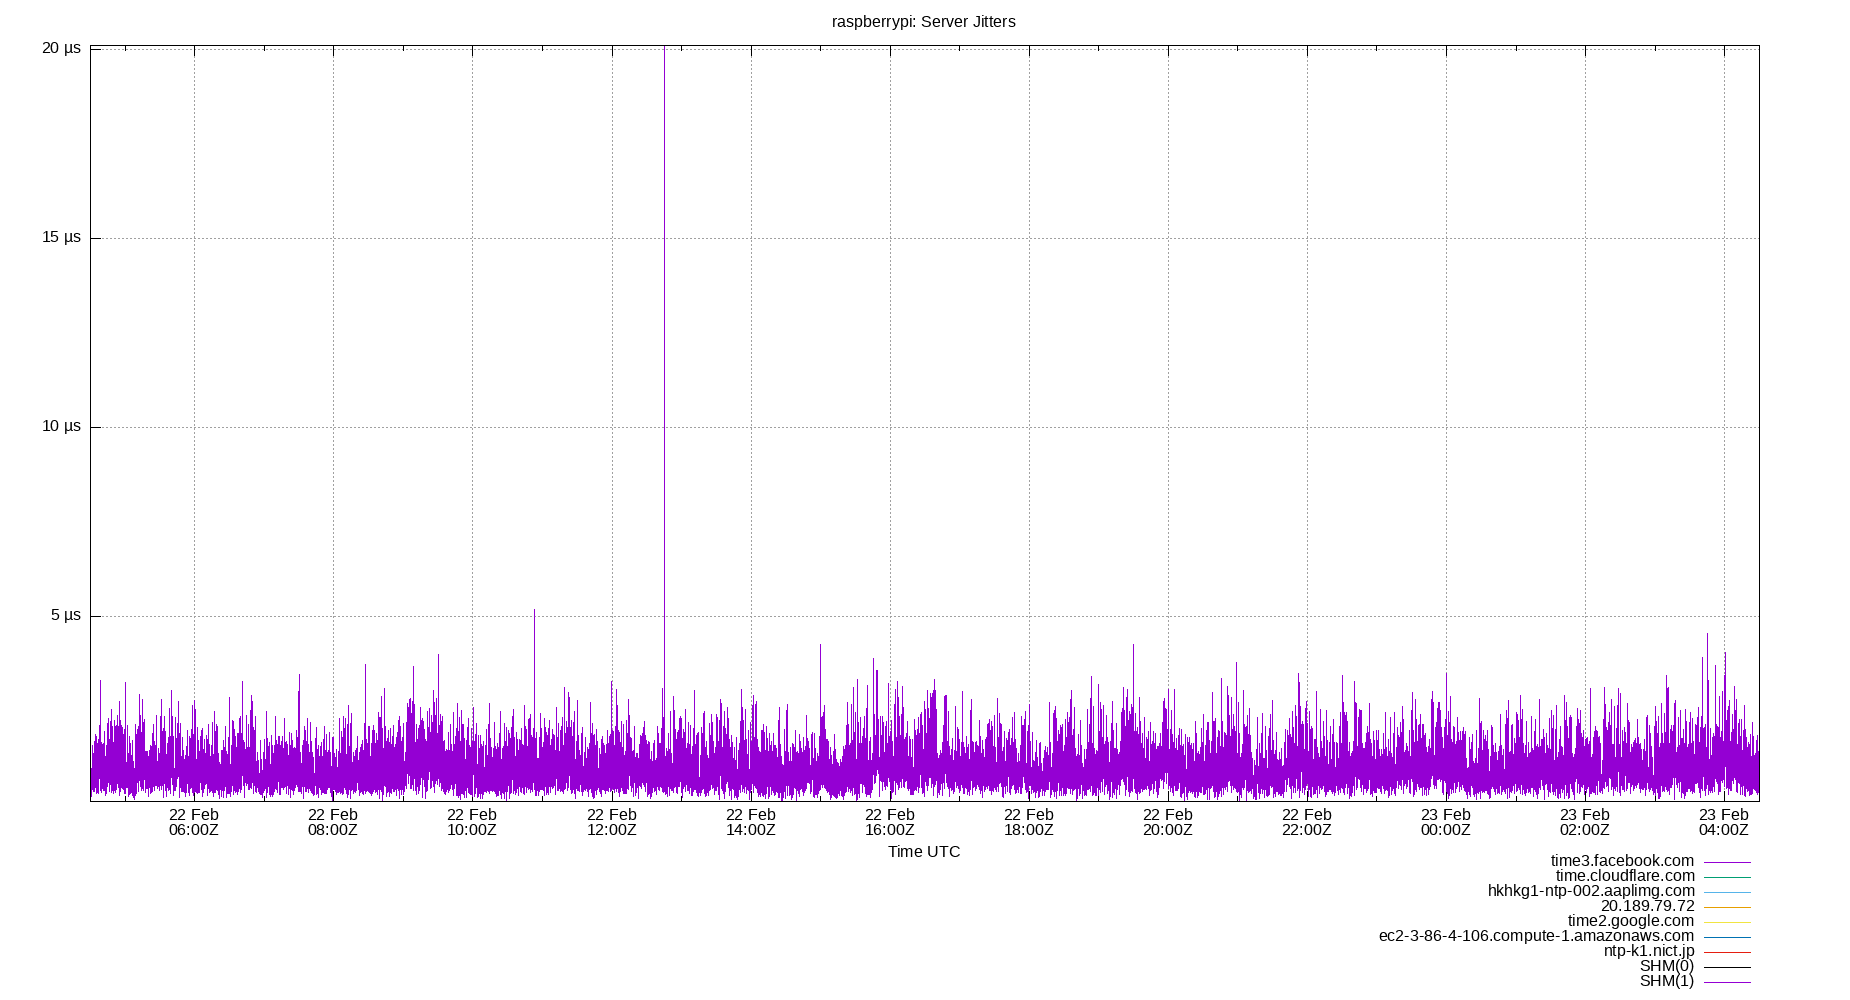 raspberrypi: Server Jitters
20 µs
15 µs
10 µs
5 µs
22 Feb 22 Feb 22 Feb 22 Feb 22 Feb 22 Feb 22 Feb 22 Feb 22 Feb 23 Feb 23 Feb 23 Feb
06:00Z 08:00Z 10:00Z 12:00Z 14:00Z 16:00Z 18:00Z 20:00Z 22:00Z 00:00Z 02:00Z 04:00Z
Time UTC
time3.facebook.com
time.cloudflare.com
hkhkg1-ntp-002.aaplimg.com
20.189.79.72
time2.google.com
ec2-3-86-4-106.compute-1.amazonaws.com
ntp-k1.nict.jp
SHM(0)
SHM(1)